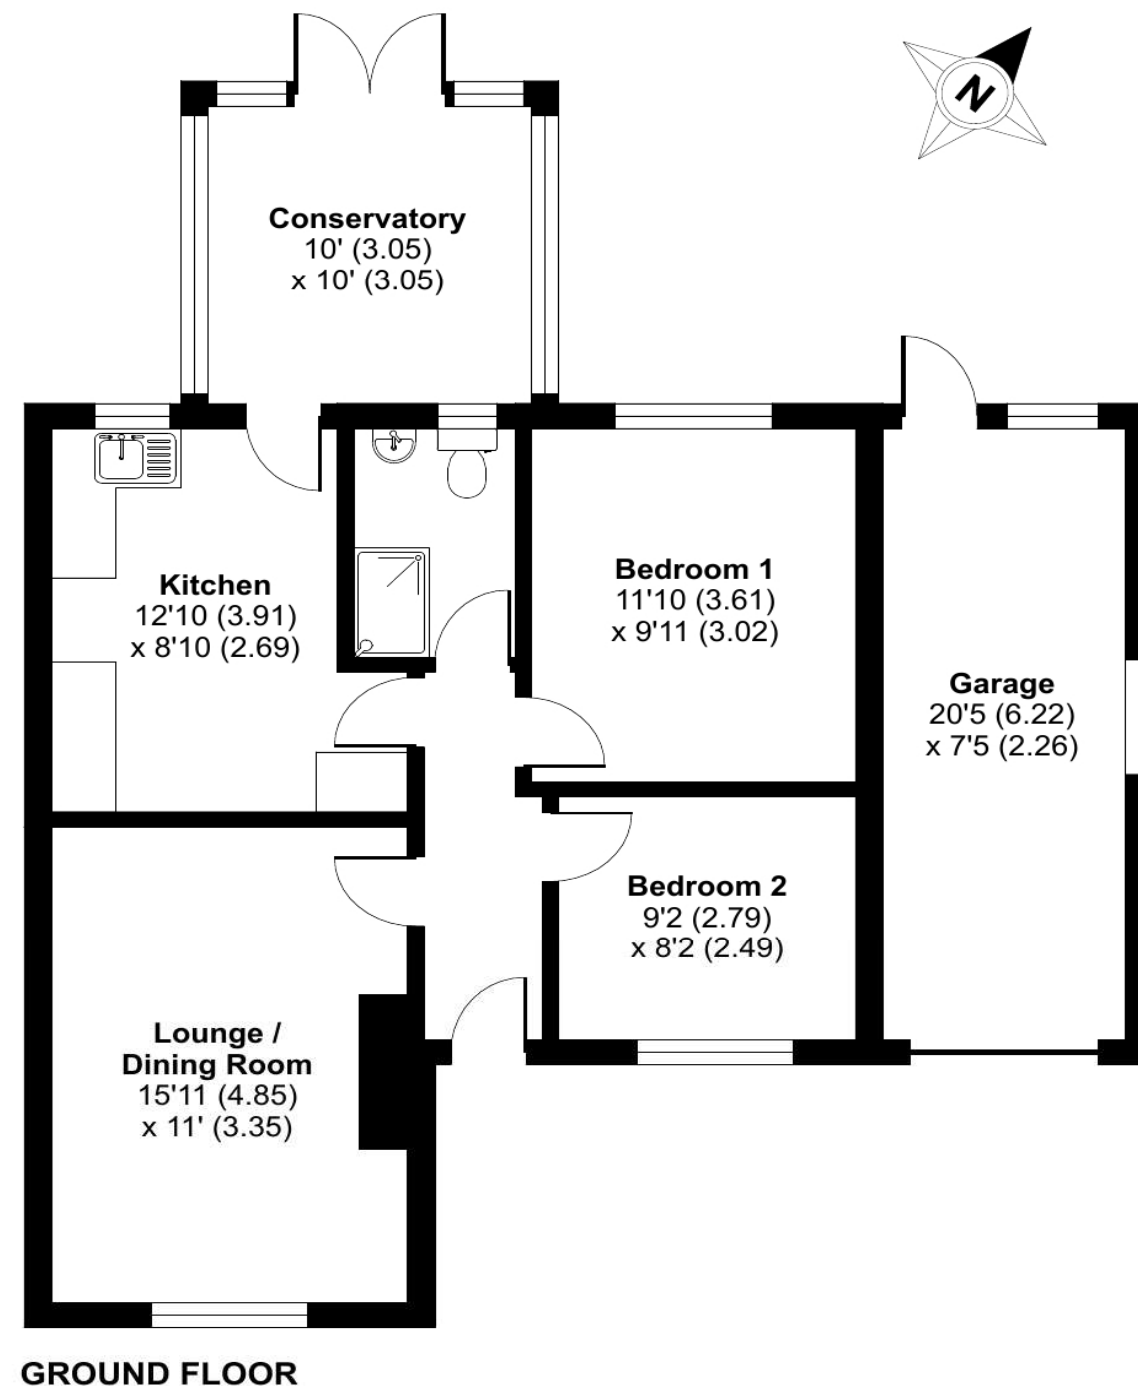 N
Conservatory
10' (3.05)
x 10' (3.05)
Kitchen
12'10 (3.91)
x 8'10 (2.69)
Bedroom 1
11'10 (3.61)
x 9'11 (3.02)
Garage
20'5 (6.22)
x 7'5 (2.26)
Bedroom 2
9'2 (2.79)
x 8'2 (2.49)
Lounge /
Dining Room
15'11 (4.85)
x 11' (3.35)
GROUND FLOOR